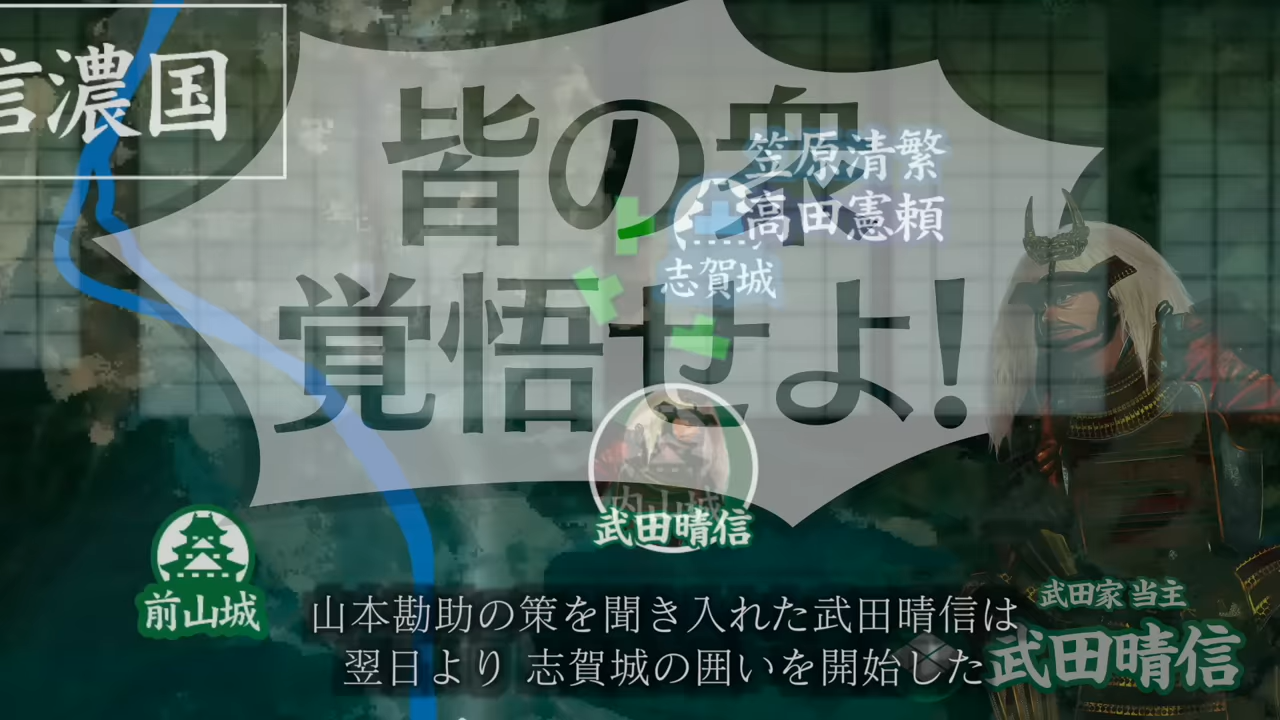 信濃国
皆の衆
覚悟せよ!
笠原清繁
高田憲頼
志賀城
内山城
武田晴信
前山城
山本勘助の策を聞き入れた武田晴信は
翌日より 志賀城の囲いを開始した
武田家 当主
武田晴信